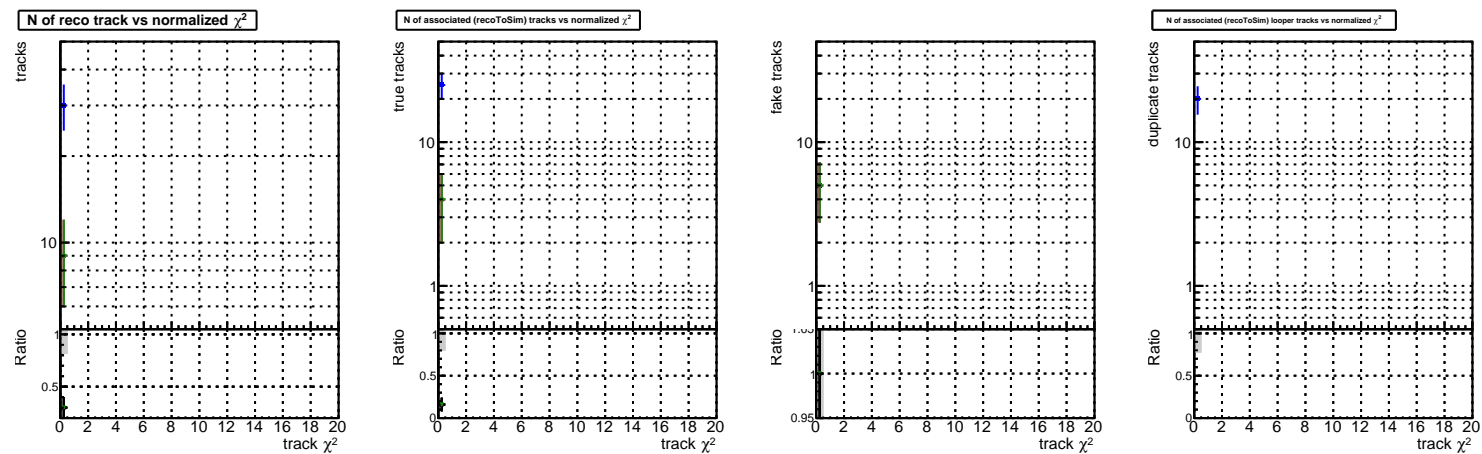 N of reco track vs normalized χ²
tracks
10
Ratio
1
0.5
0 2 4 6 8 10 12 14 16 18 20
track χ²
N of associated (recoToSim) tracks vs normalized χ²
true tracks
10
1
Ratio
1
0.5
0
0 2 4 6 8 10 12 14 16 18 20
track χ²
fake tracks
10
1
Ratio
1
0.95
0 2 4 6 8 10 12 14 16 18 20
track χ²
N of associated (recoToSim) looper tracks vs normalized χ²
duplicate tracks
10
1
Ratio
1
0.5
0
0 2 4 6 8 10 12 14 16 18 20
track χ²